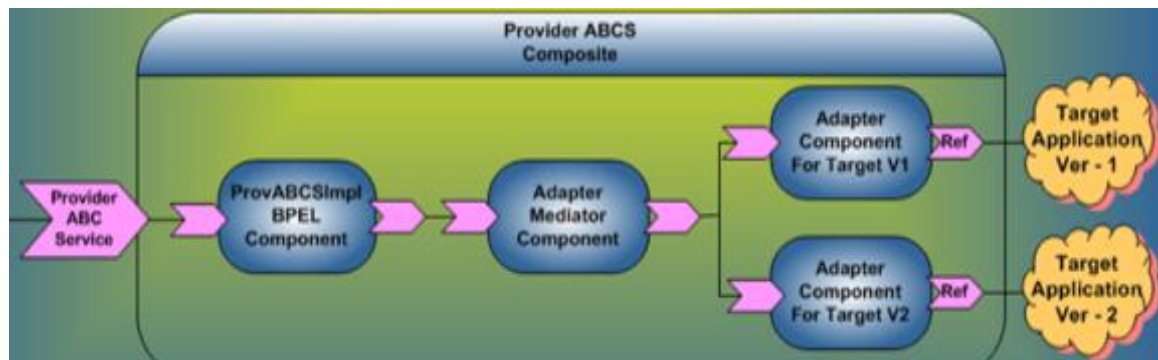 Provider ABCS
Composite
Provider
ABC
Service
ProvABCSImpl
BPEL
Component
Adapter
Mediator
Component
Adapter
Component
For Target V1
Ref
Target
Application
Ver - 1
Adapter
Component
For Target V2
Ref
Target
Application
Ver - 2